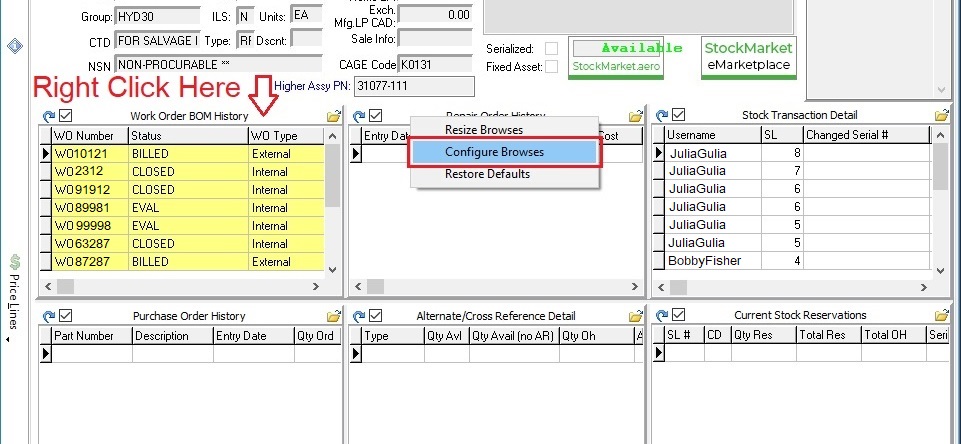 Group: HYD30 ILS: N Units: EA
Exch. 0.00
Mfg.LP CAD:
CTD FOR SALVAGE I Type: RF Dscnt:
Sale Info:
Serialized:
Available
StockMarket
NSN NON-PROCURABLE **
CAGE Code K0131
Fixed Asset:
StockMarket.aero
eMarketplace
Right Click Here
Higher Assy PN: 31077-111
Work Order BOM History
WO Number Status WO Type
WO10121 BILLED External
WO2312 CLOSED Internal
WO91912 CLOSED Internal
WO89981 EVAL Internal
WO99998 EVAL Internal
WO63287 CLOSED Internal
WO87287 BILLED External
Repair Order History
Entry Date Cost
Resize Browses
Configure Browses
Restore Defaults
Stock Transaction Detail
Username SL Changed Serial #
JuliaGulia 8
JuliaGulia 7
JuliaGulia 6
JuliaGulia 6
JuliaGulia 5
JuliaGulia 5
BobbyFisher 4
Price Lines
Purchase Order History
Part Number Description Entry Date Qty Ord
Alternate/Cross Reference Detail
Type Qty Avl Qty Avail (no AR) Qty Oh A
Current Stock Reservations
SL # CD Qty Res Total Res Total OH Seri